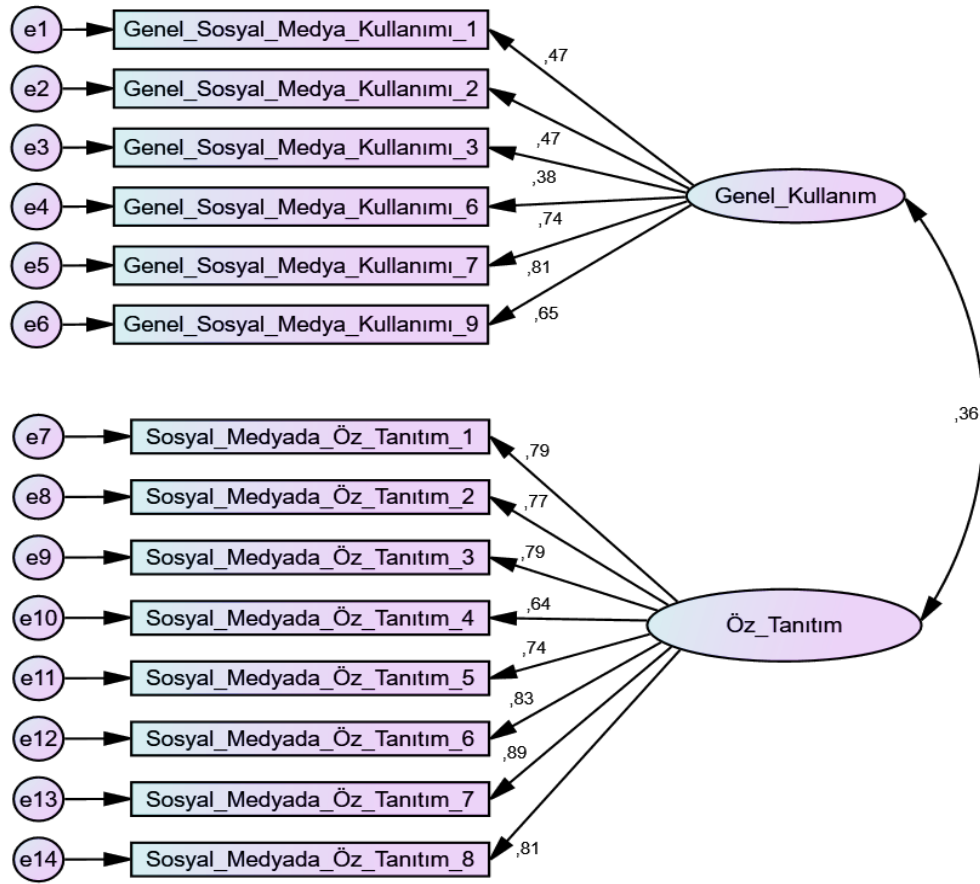 e1
Genel_Sosyal_Medya_Kullanımı_1
,47
e2
Genel_Sosyal_Medya_Kullanımı_2
,47
e3
Genel_Sosyal_Medya_Kullanımı_3
,38
e4
Genel_Sosyal_Medya_Kullanımı_6
,74
e5
Genel_Sosyal_Medya_Kullanımı_7
,81
e6
Genel_Sosyal_Medya_Kullanımı_9
,65
Genel_Kullanım
,36
e7
Sosyal_Medyada_Öz_Tanıtım_1
,79
e8
Sosyal_Medyada_Öz_Tanıtım_2
,77
e9
Sosyal_Medyada_Öz_Tanıtım_3
,79
e10
Sosyal_Medyada_Öz_Tanıtım_4
,64
e11
Sosyal_Medyada_Öz_Tanıtım_5
,74
e12
Sosyal_Medyada_Öz_Tanıtım_6
,83
e13
Sosyal_Medyada_Öz_Tanıtım_7
,89
e14
Sosyal_Medyada_Öz_Tanıtım_8
,81
Öz_Tanıtım